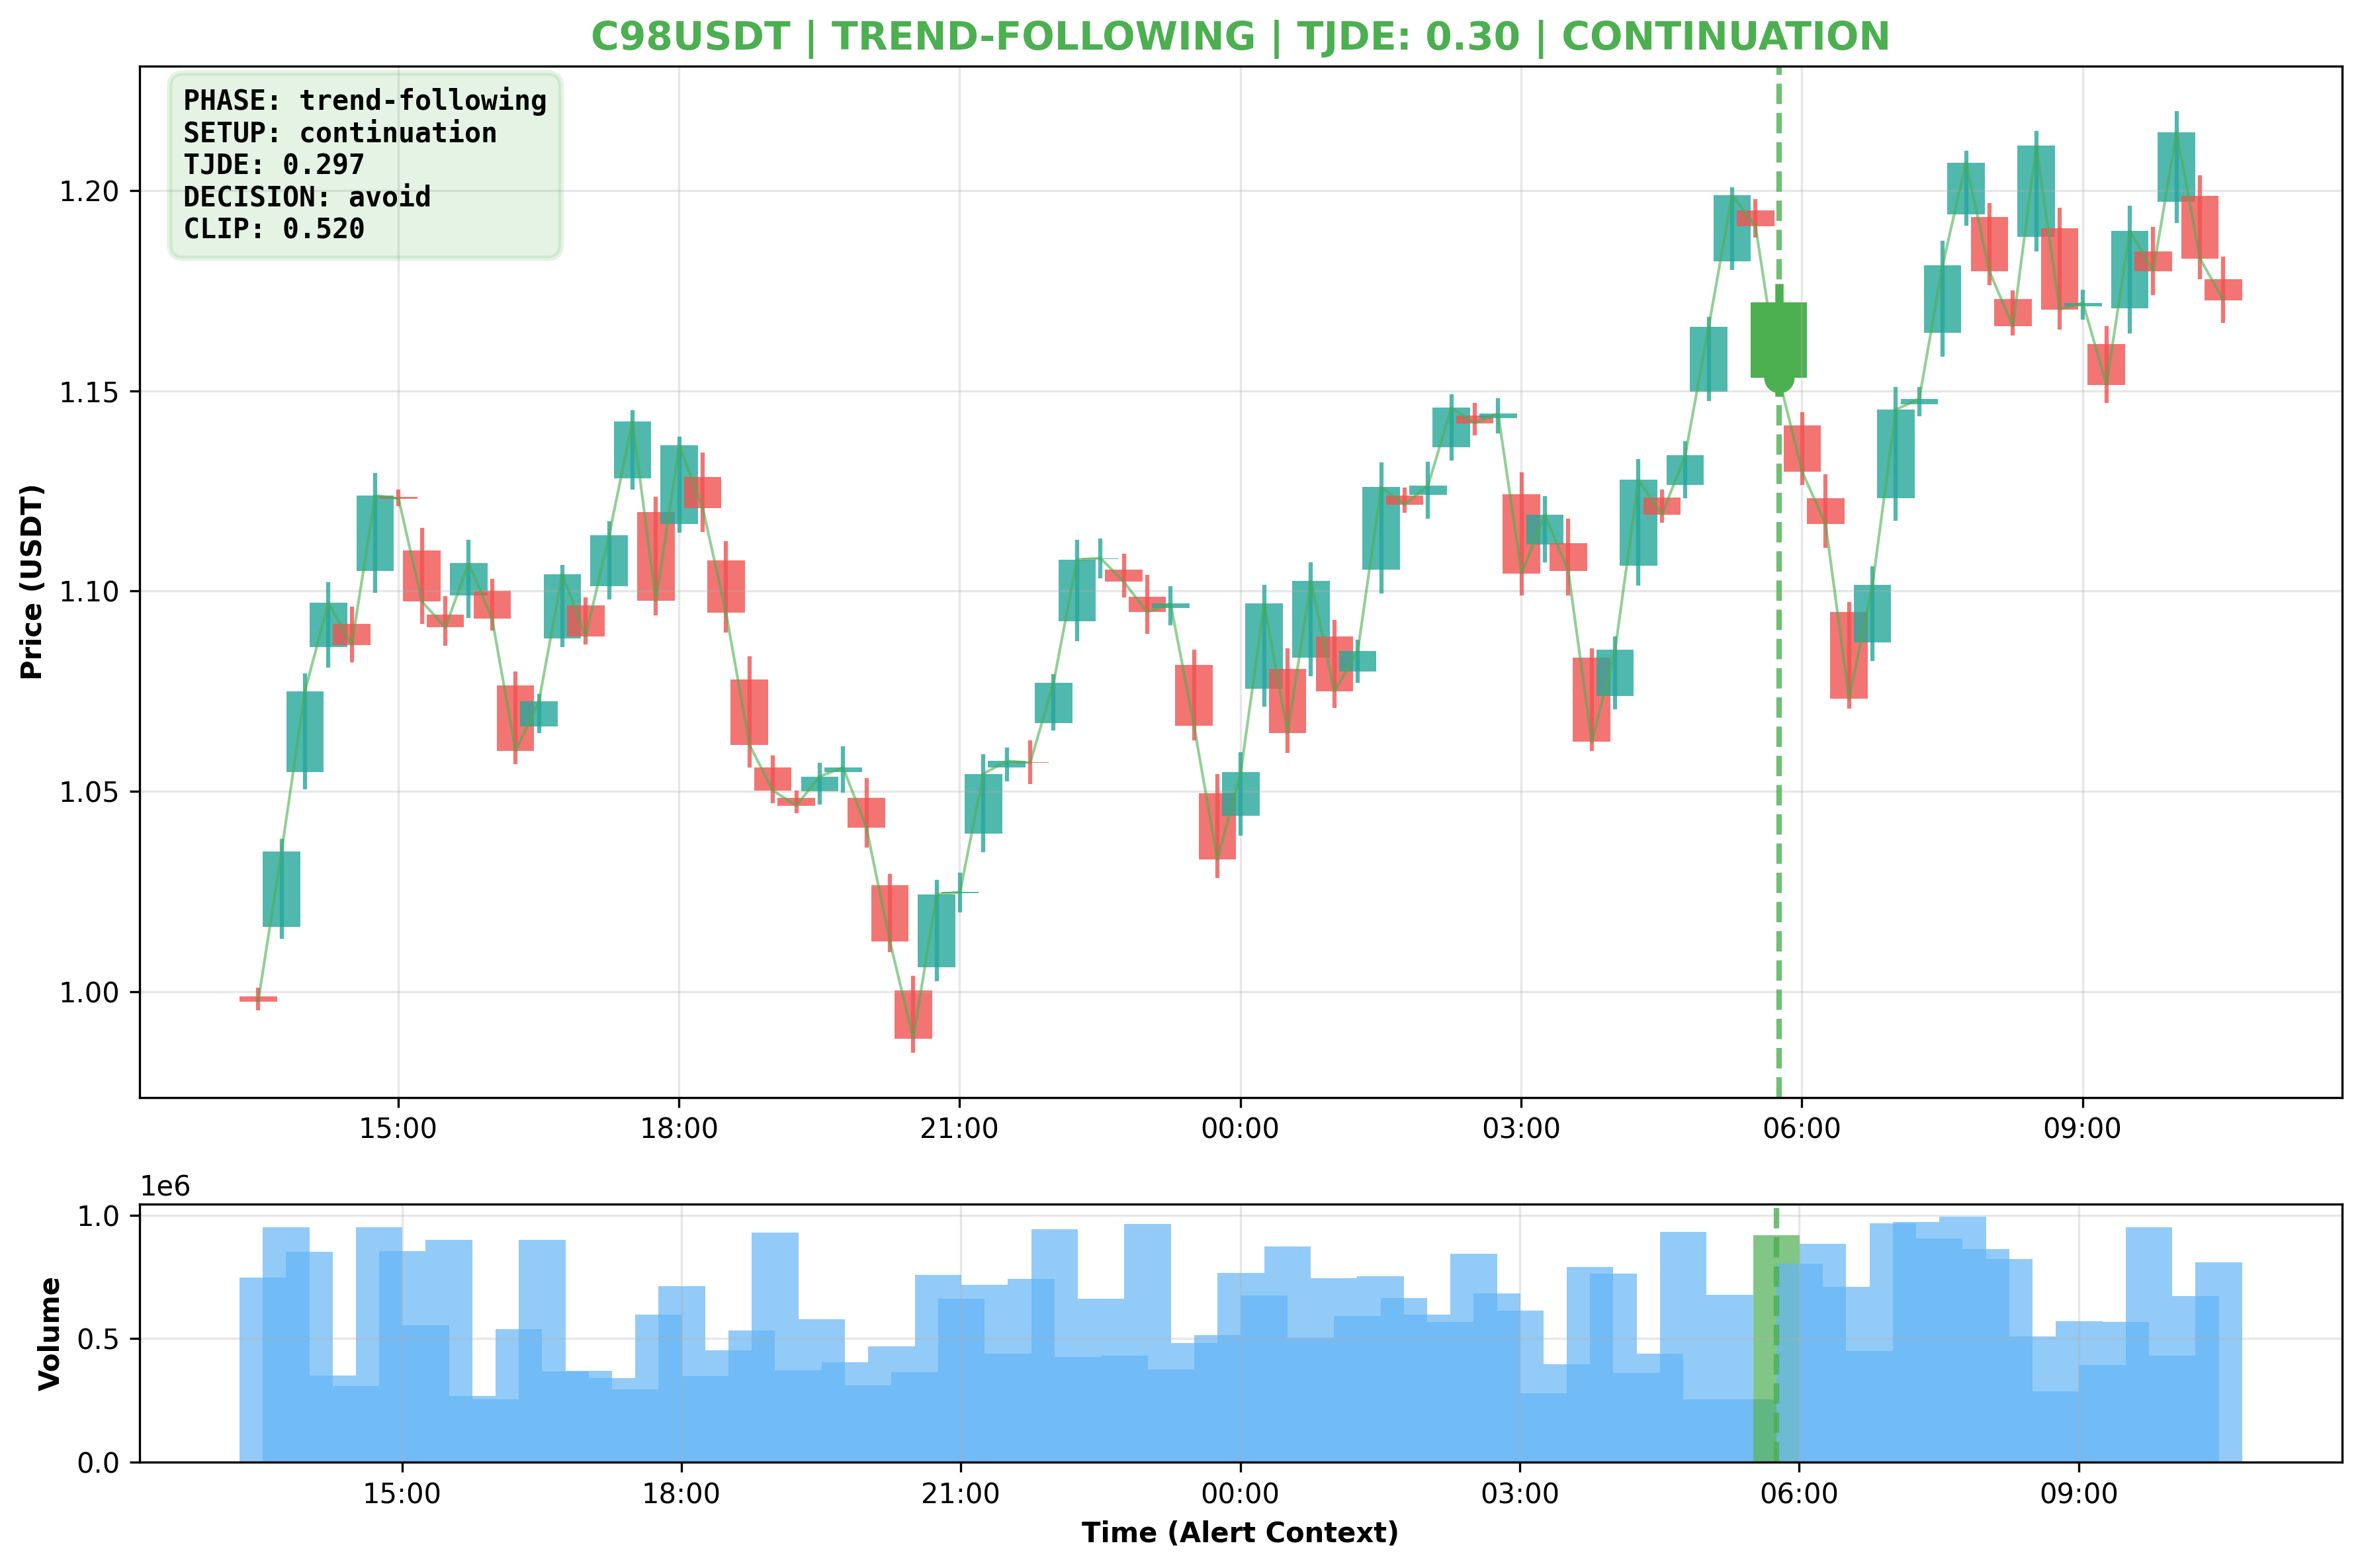 C98USDT | TREND-FOLLOWING | TJDE: 0.30 | CONTINUATION
PHASE: trend-following
SETUP: continuation
TJDE: 0.297
DECISION: avoid
CLIP: 0.520
Price (USDT)
1.20
1.15
1.10
1.05
1.00
15:00 18:00 21:00 00:00 03:00 06:00 09:00
1e6
Volume
1.0
0.5
0.0
15:00 18:00 21:00 00:00 03:00 06:00 09:00
Time (Alert Context)